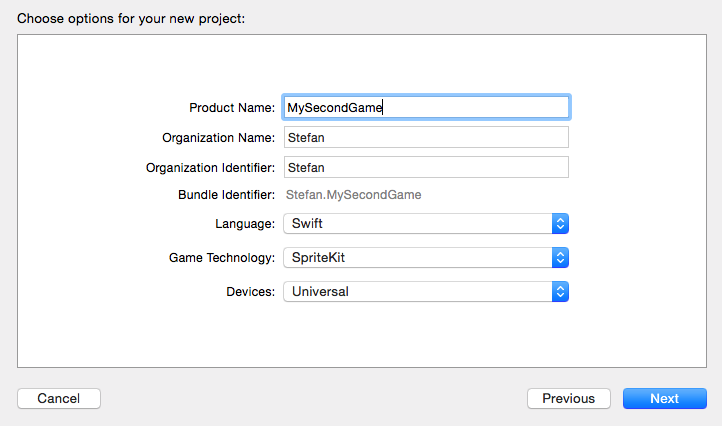 Choose options for your new project:
Product Name: MySecondGame
Organization Name: Stefan
Organization Identifier: Stefan
Bundle Identifier: Stefan.MySecondGame
Language: Swift
Game Technology: SpriteKit
Devices: Universal
Cancel Previous Next